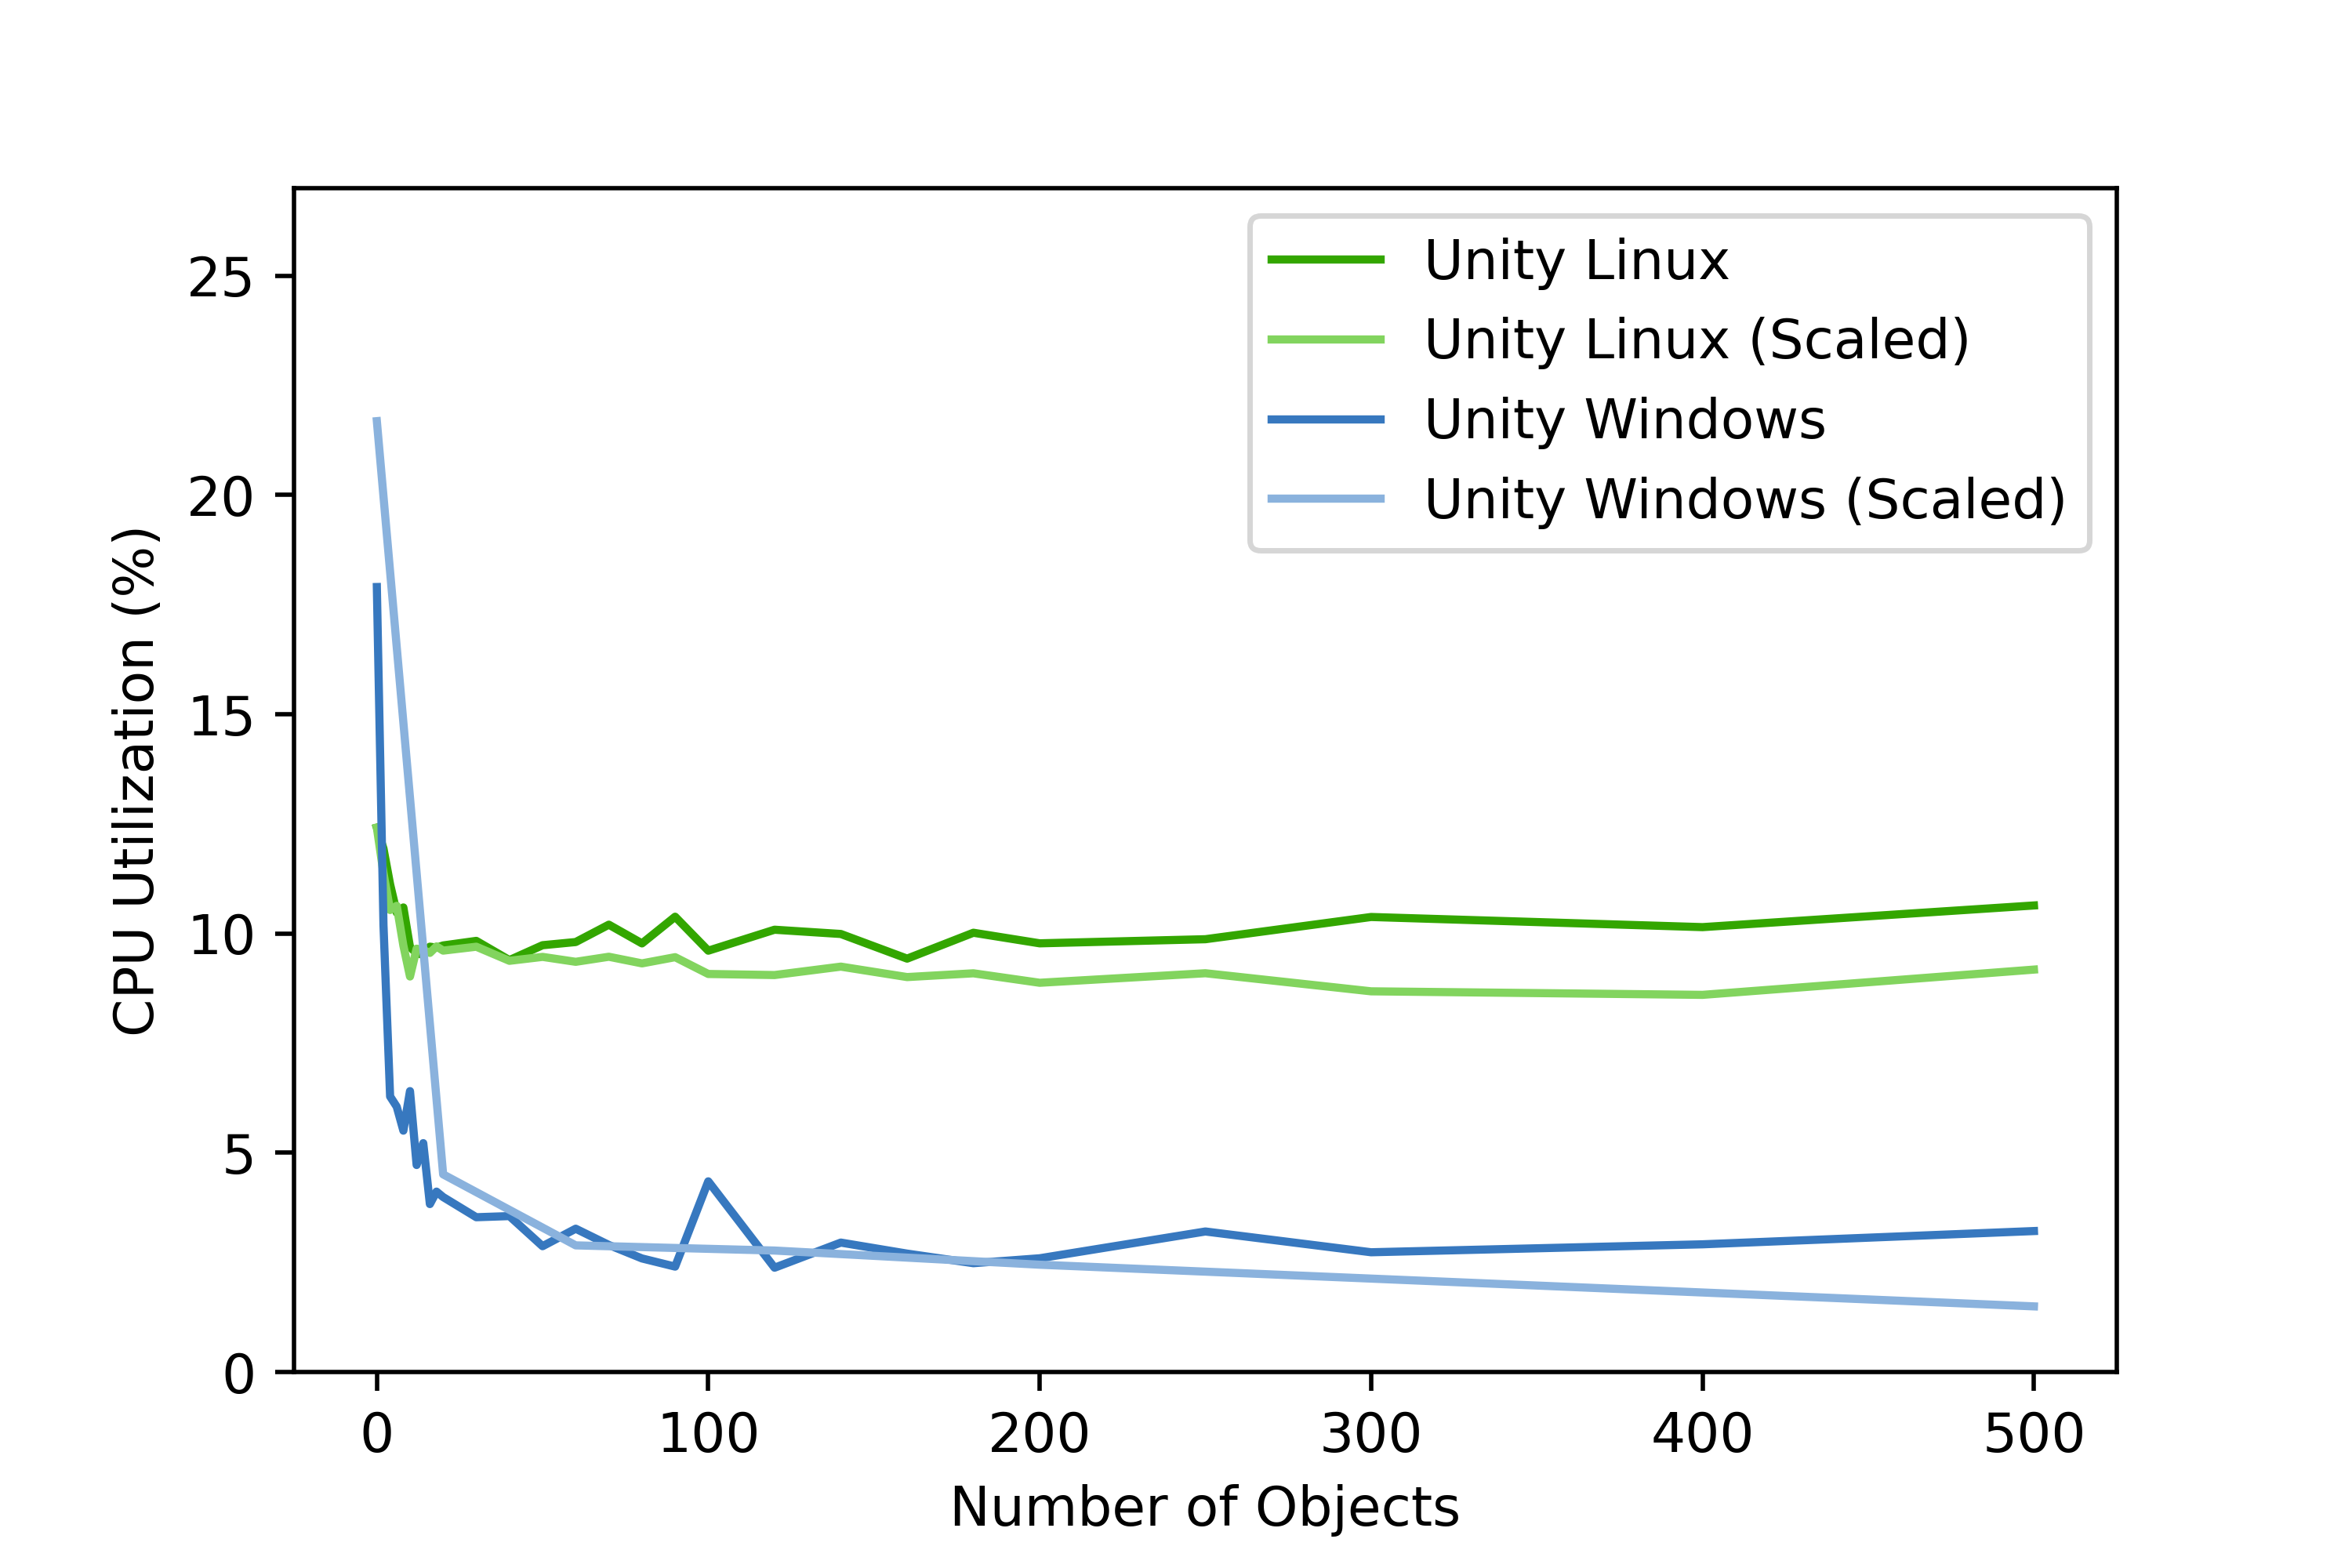 Unity Linux
Unity Linux (Scaled)
Unity Windows
Unity Windows (Scaled)
CPU Utilization (%)
25
20
15
10
5
0
0 100 200 300 400 500
Number of Objects